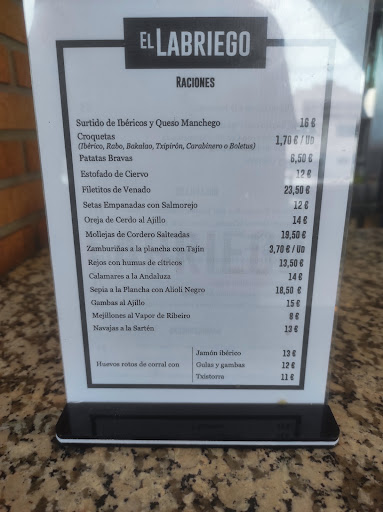 EL LABRIEGO
RACIONES
Surtido de Ibéricos y Queso Manchego 16 €
Croquetas 1,70 € / Uo
(Ibérico, Rabo, Bakalao, Txipirón, Carabinero o Boletus)
Patatas Bravas 6,50 €
Estofado de Ciervo 12 €
Filetitos de Venado 23,50 €
Setas Empanadas con Salmorejo 12 €
Oreja de Cerdo al Ajillo 14 €
Mollejas de Cordero Salteadas 19,50 €
Zamburiñas a la plancha con Tajín 3,70 € / Uo
Rejos con humus de cítricos 13,50 €
Calamares a la Andaluza 14 €
Sepia a la Plancha con Alioli Negro 18,50 €
Gambas al Ajillo 15 €
Mejillones al Vapor de Ribeiro 8 €
Navajas a la Sartén 13 €
Jamón ibérico 13 €
Huevos rotos de corral con Gulas y gambas 12 €
Txistorra 11 €